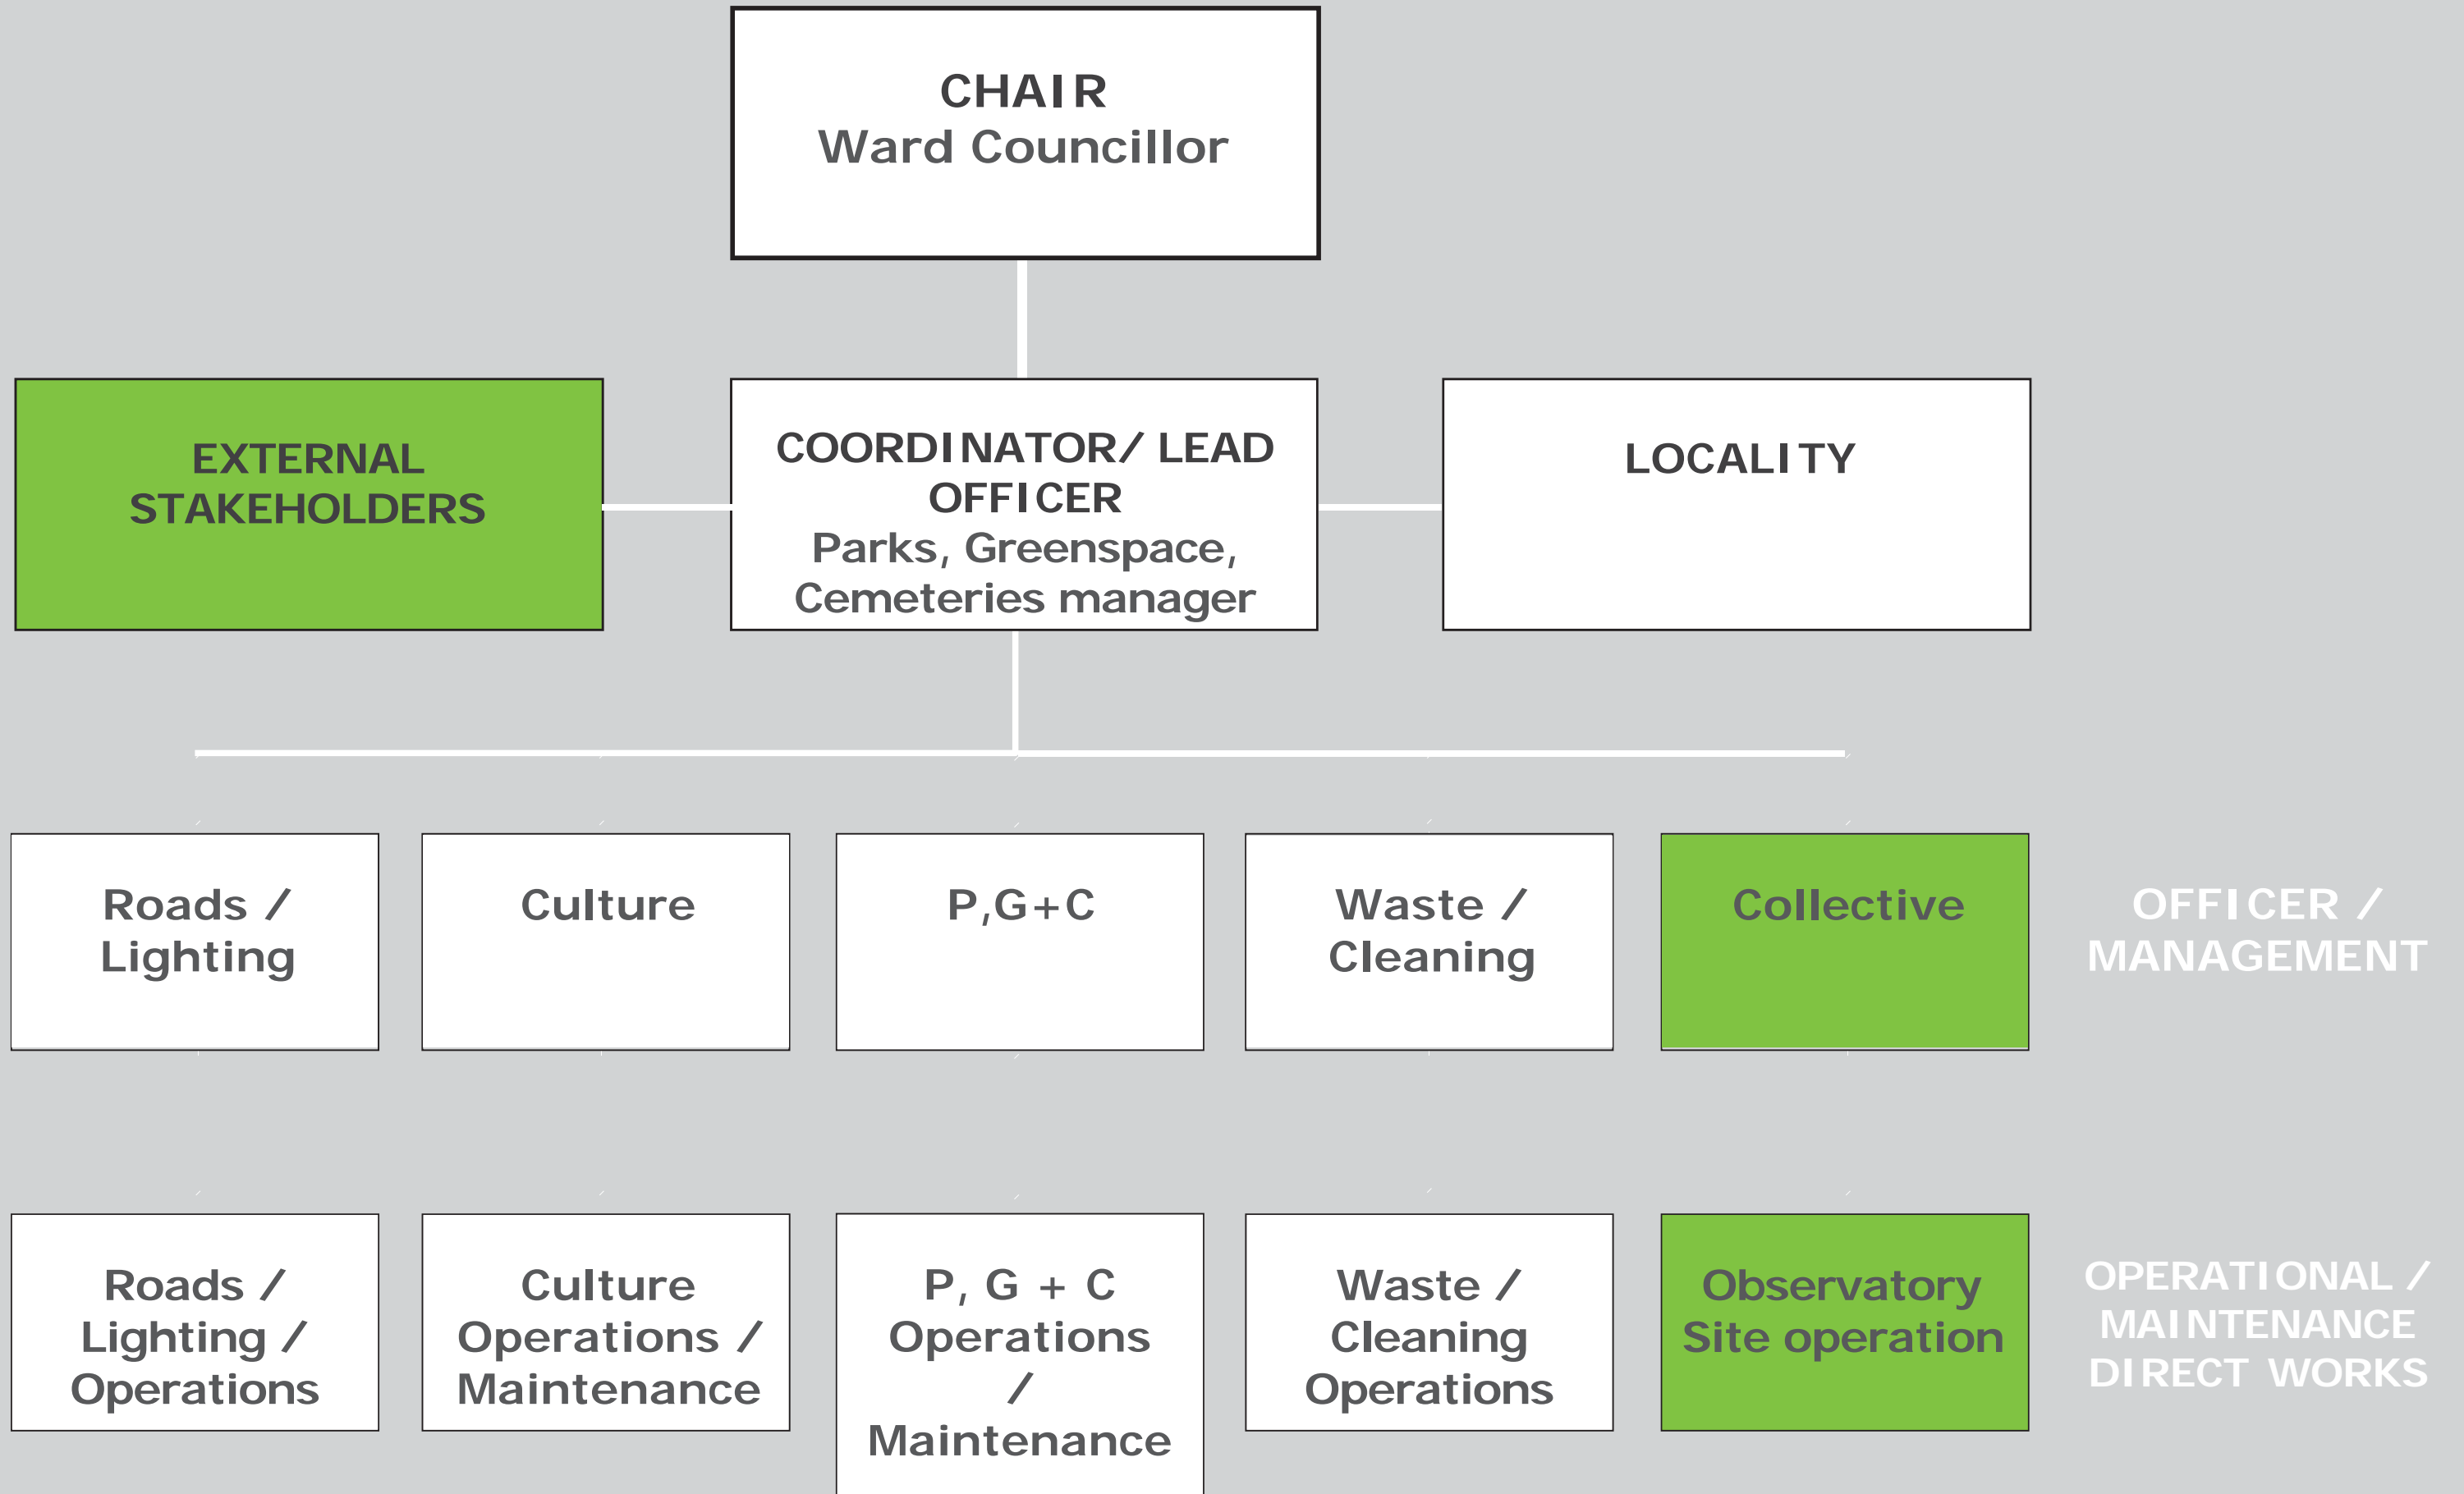 CHAIR
Ward Councillor
EXTERNAL
STAKEHOLDERS
COORDINATOR/ LEAD
OFFICER
Parks, Greenspace,
Cemeteries manager
LOCALITY
Roads /
Lighting
Culture
P,G+C
Waste /
Cleaning
Collective
OFFICER /
MANAGEMENT
Roads /
Lighting /
Operations
Culture
Operations /
Maintenance
P, G + C
Operations
/
Maintenance
Waste /
Cleaning
Operations
Observatory
Site operation
OPERATIONAL /
MAINTENANCE
DIRECT WORKS